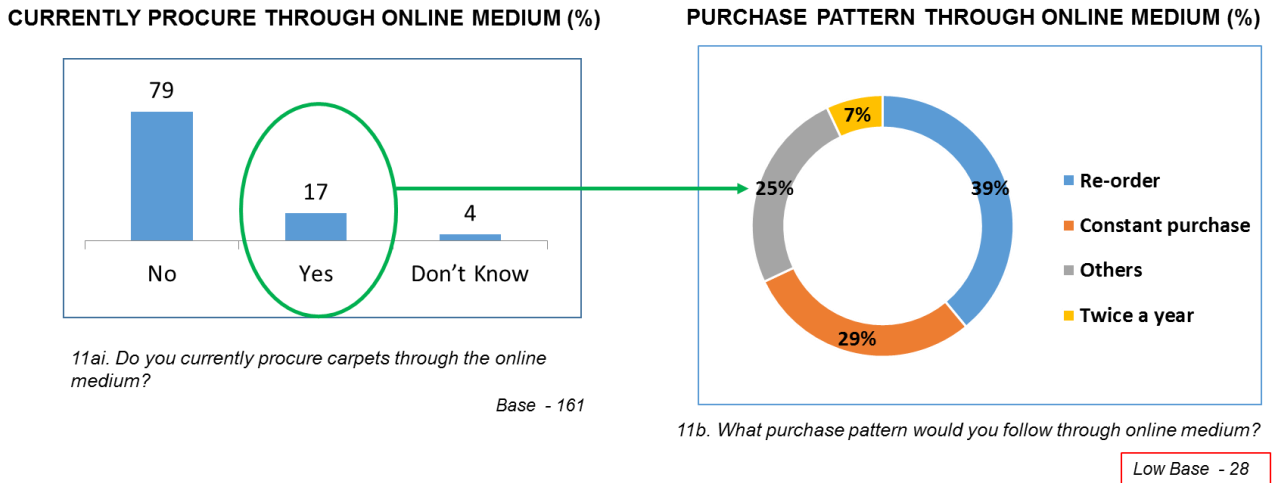 CURRENTLY PROCURE THROUGH ONLINE MEDIUM (%)
79
17
4
No
Yes
Don't Know
11ai. Do you currently procure carpets through the online
medium?
Base - 161
PURCHASE PATTERN THROUGH ONLINE MEDIUM (%)
7%
25%
39%
29%
Re-order
Constant purchase
Others
Twice a year
11b. What purchase pattern would you follow through online medium?
Low Base - 28